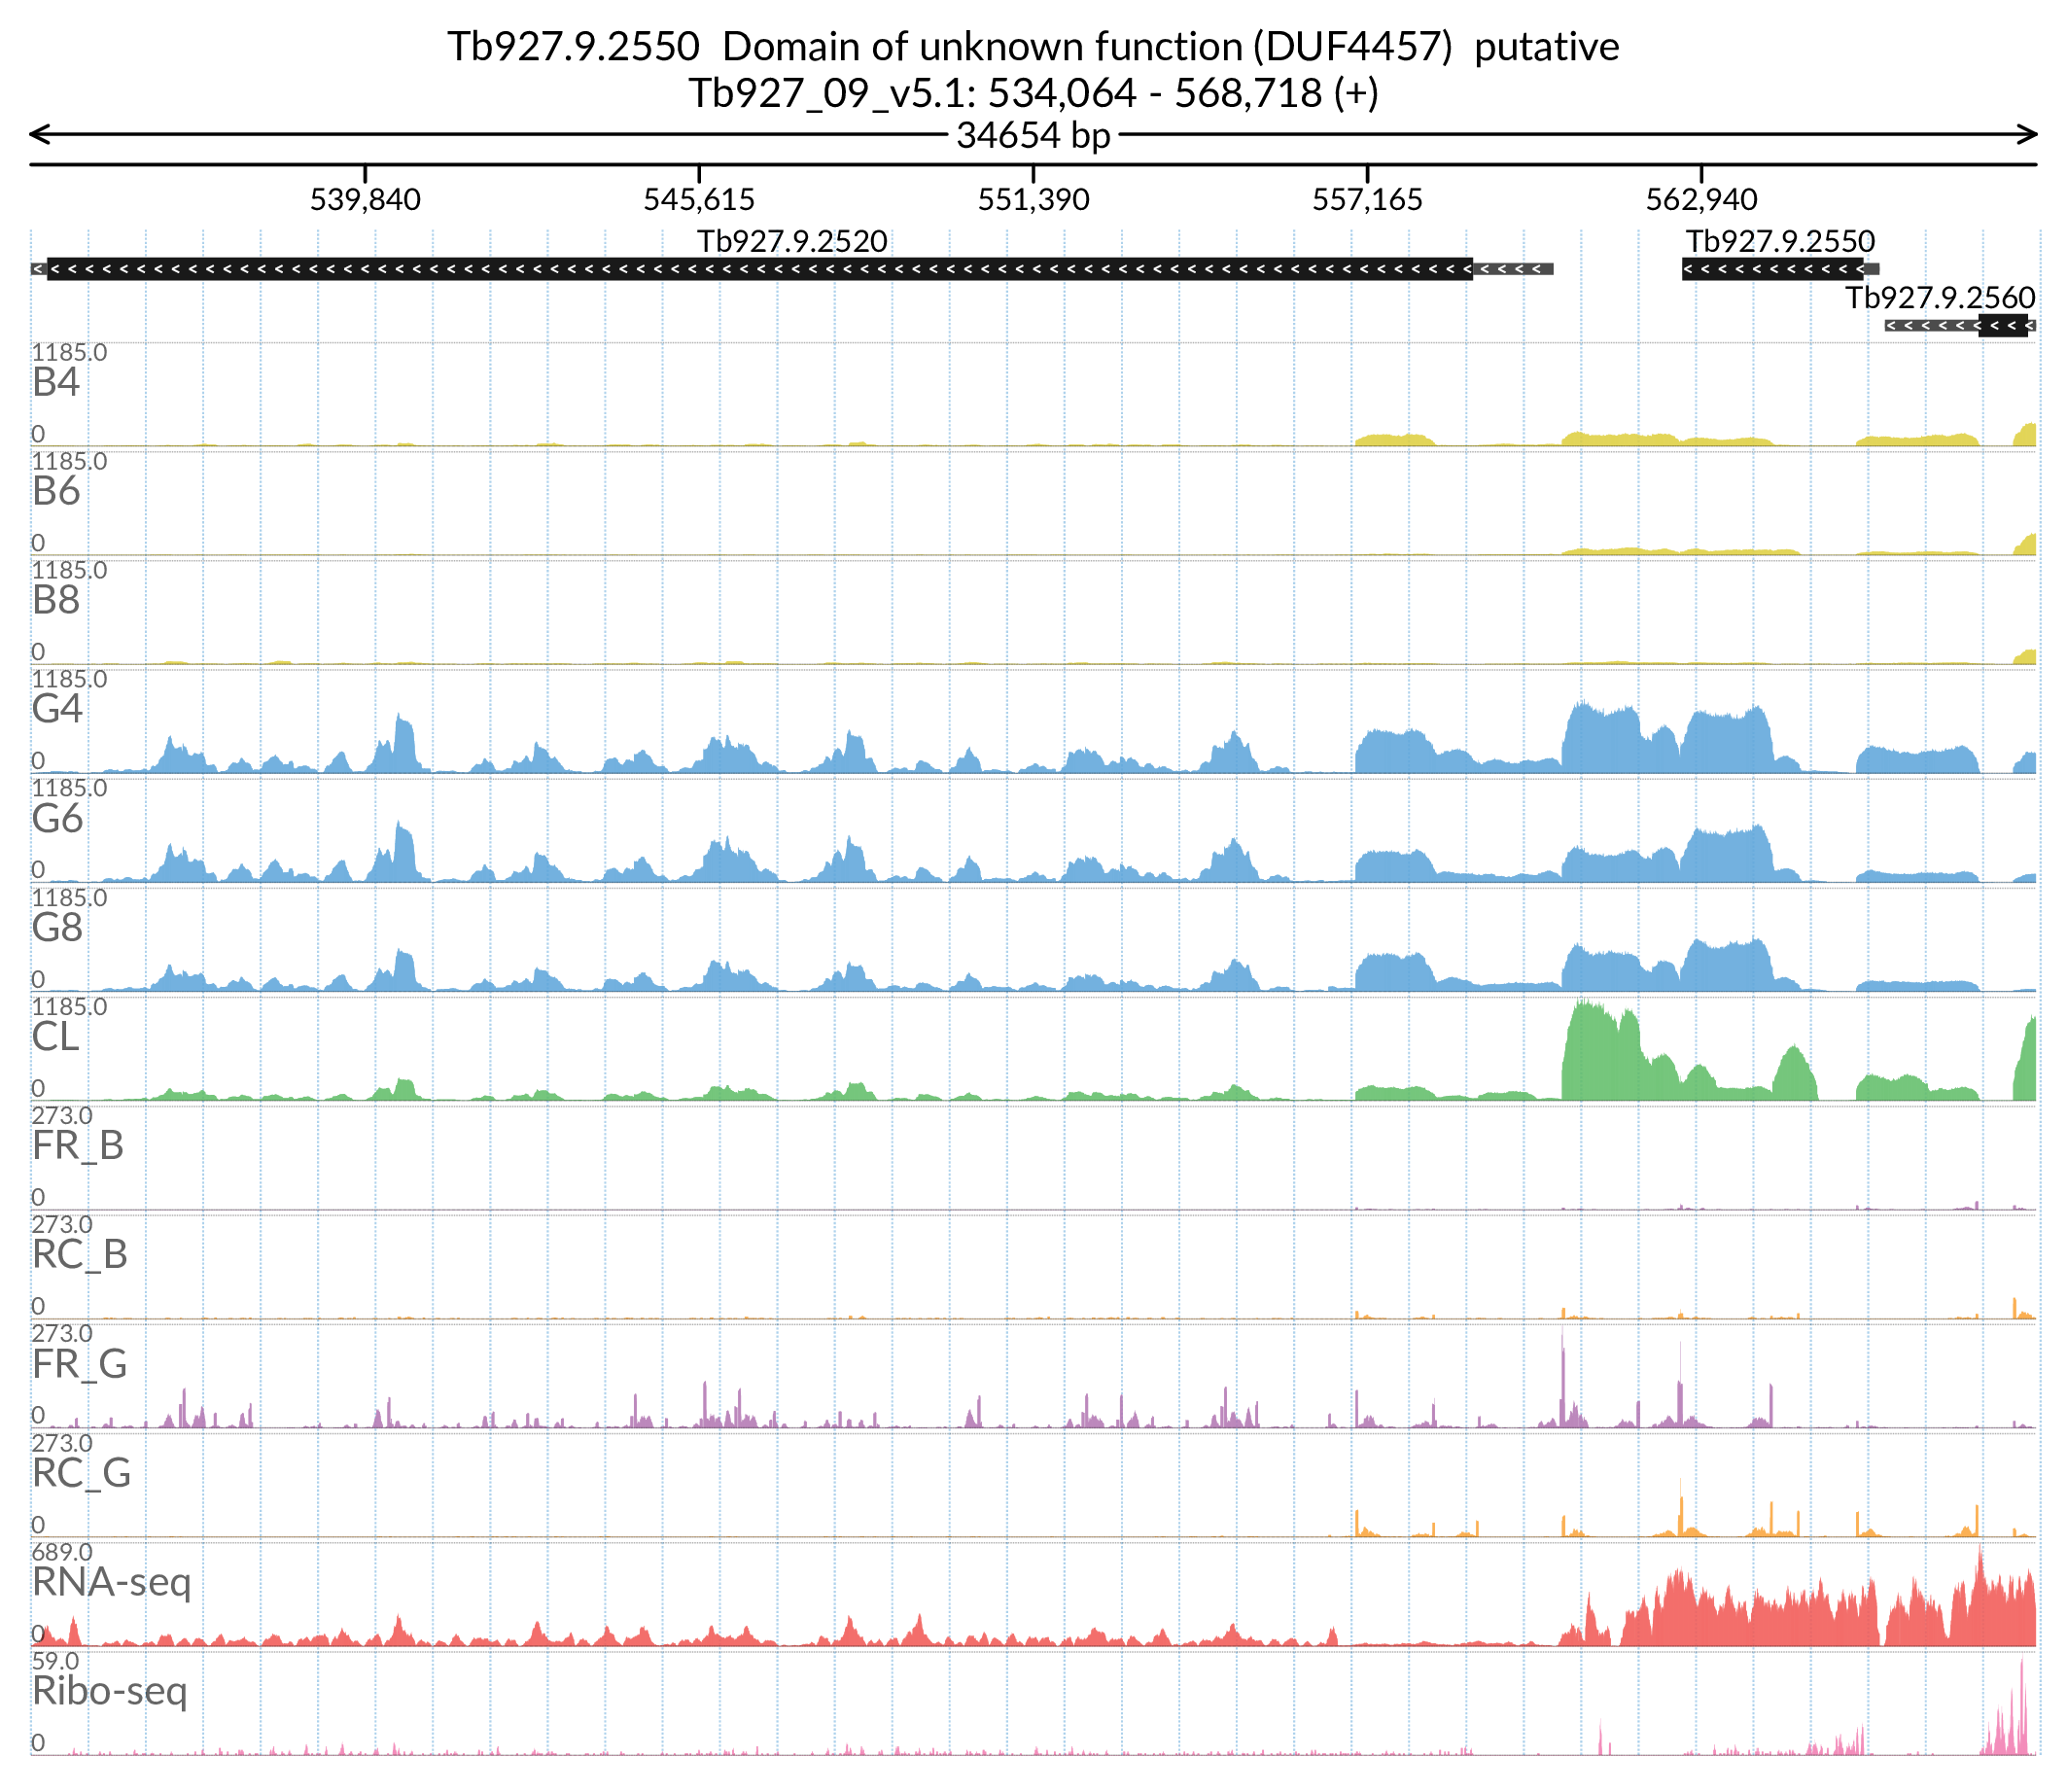 Tb927.9.2550 Domain of unknown function (DUF4457) putative
Tb927_09_v5.1: 534,064 - 568,718 (+)
34654 bp
539,840 545,615 551,390 557,165 562,940
Tb927.9.2520 Tb927.9.2550
Tb927.9.2560
1185.0
B4
0
1185.0
B6
0
1185.0
B8
0
1185.0
G4
0
1185.0
G6
0
1185.0
G8
0
1185.0
CL
0
273.0
FR_B
0
273.0
RC_B
0
273.0
FR_G
0
273.0
RC_G
0
689.0
RNA-seq
0
59.0
Ribo-seq
0